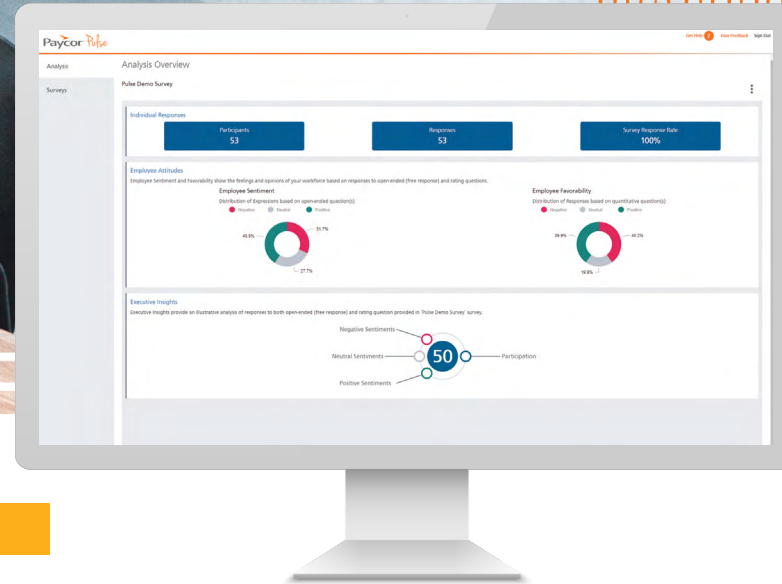 Paycor Pulse
Get Help ? Give Feedback Sign Out
Analysis
Surveys
Analysis Overview
Pulse Demo Survey
Individual Responses
Participants
53
Responses
53
Survey Response Rate
100%
Employee Attitudes
Employee Sentiment and Favorability show the feelings and opinions of your workforce based on responses to open-ended (free response) and rating questions.
Employee Sentiment
Distribution of Expressions based on open-ended question(s)
Negative Neutral Positive
31.7%
27.7%
Employee Favorability
Distribution of Responses based on quantitative question(s)
Negative Neutral Positive
39.9%
40.2%
19.8%
Executive Insights
Executive Insights provide an illustrative analysis of responses to both open-ended (free response) and rating question provided in 'Pulse Demo Survey' survey.
Negative Sentiments
Neutral Sentiments
50
Participation
Positive Sentiments